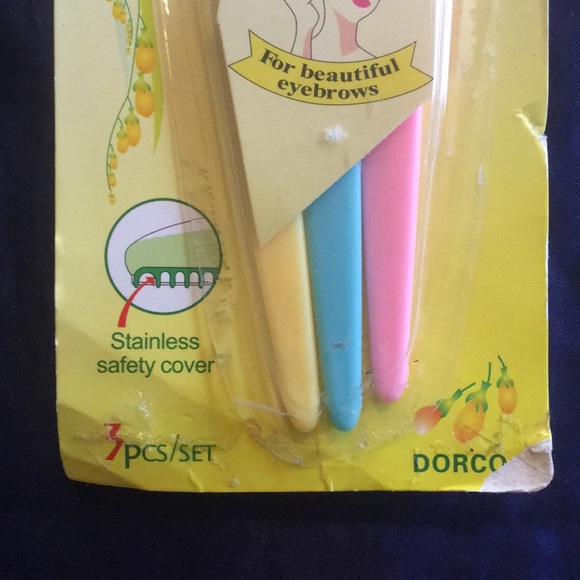 For beautiful
eyebrows
Stainless
safety cover
3PCS/SET
DORCO